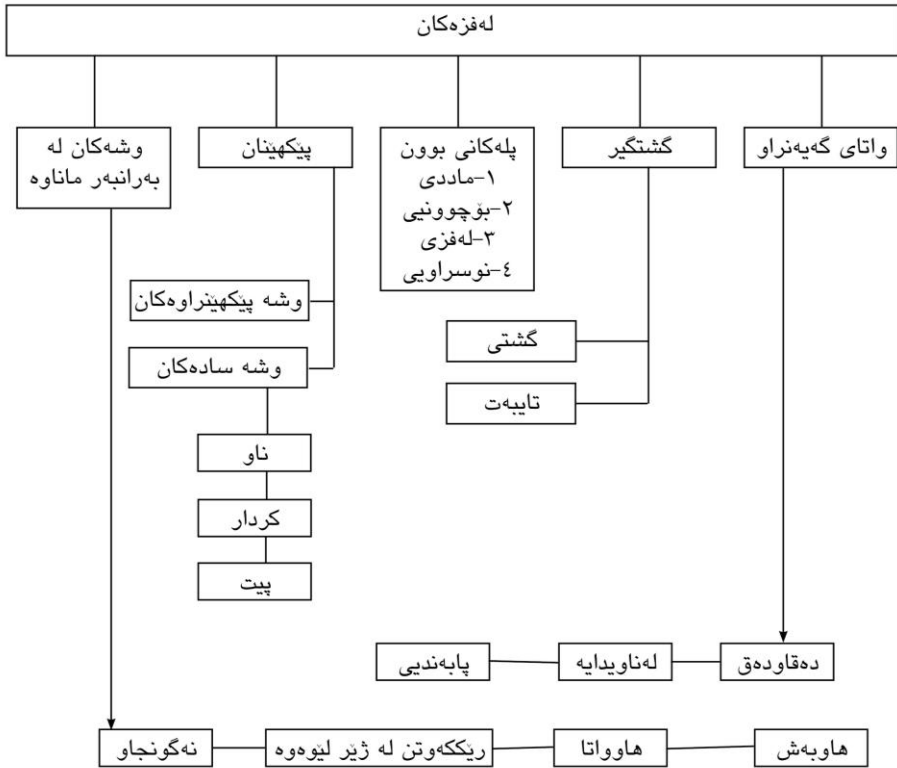 لەفزەکان
واتای گەیەنراو
گشتگیر
پلەکانی بوون
١-ماددی
٢-بۆچوونیی
٣-لەفزی
٤-نوسراویی
پێکهێنان
وشەکان لە
بەرانبەر ماناوە
وشە پێکهێنراوەکان
گشتی
وشە سادەکان
تایبەت
ناو
کردار
پیت
دەقاودەق
لەناویدایە
پابەندیی
هاوبەش
هاوواتا
رێککەوتن لە ژێر لێوەوە
نەگونجاو